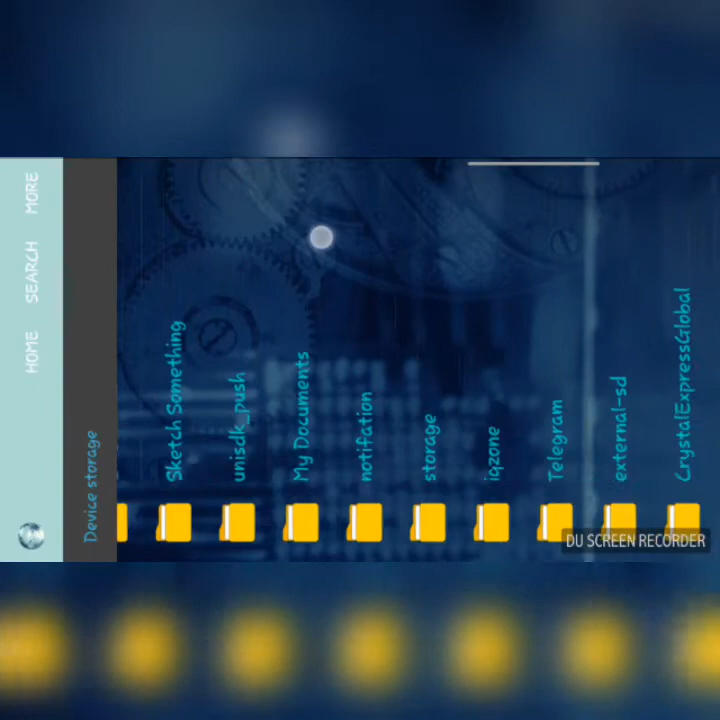 HOME SEARCH MORE
Device storage
Sketch Something
unisdk_push
My Documents
notifation
storage
iqzone
Telegram
external-sd
CrystalExpressGlobal
DU SCREEN RECORDER